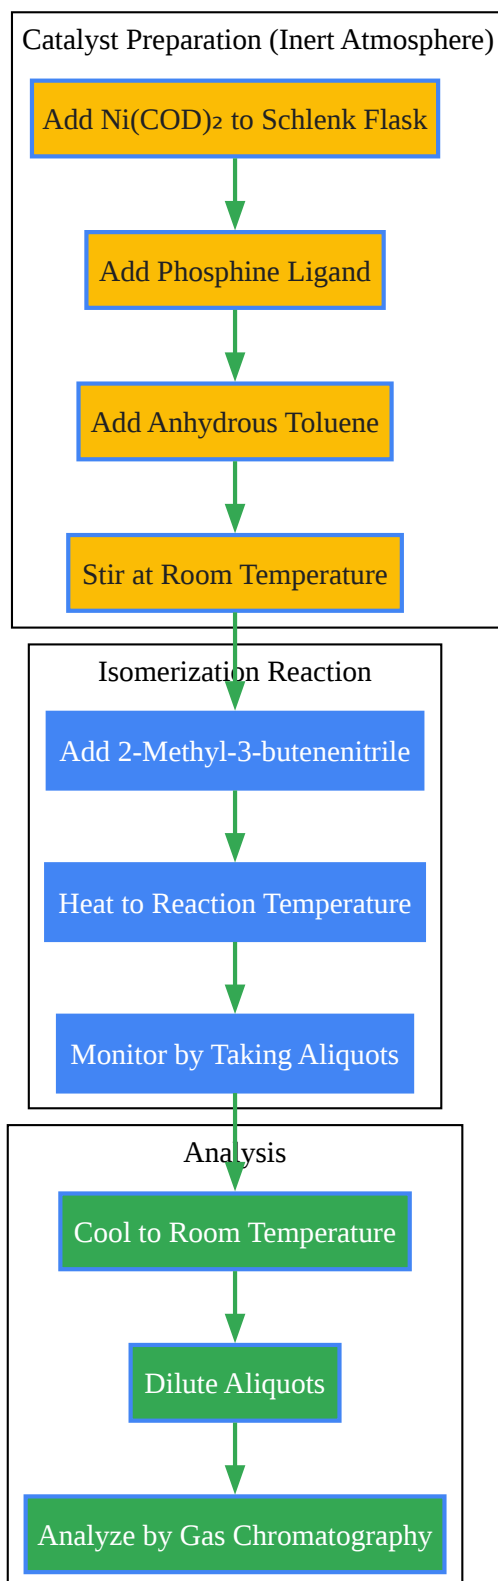 Catalyst Preparation (Inert Atmosphere)
Add Ni(COD)₂ to Schlenk Flask
Add Phosphine Ligand
Add Anhydrous Toluene
Stir at Room Temperature
Isomerization Reaction
Add 2-Methyl-3-butenenitrile
Heat to Reaction Temperature
Monitor by Taking Aliquots
Analysis
Cool to Room Temperature
Dilute Aliquots
Analyze by Gas Chromatography